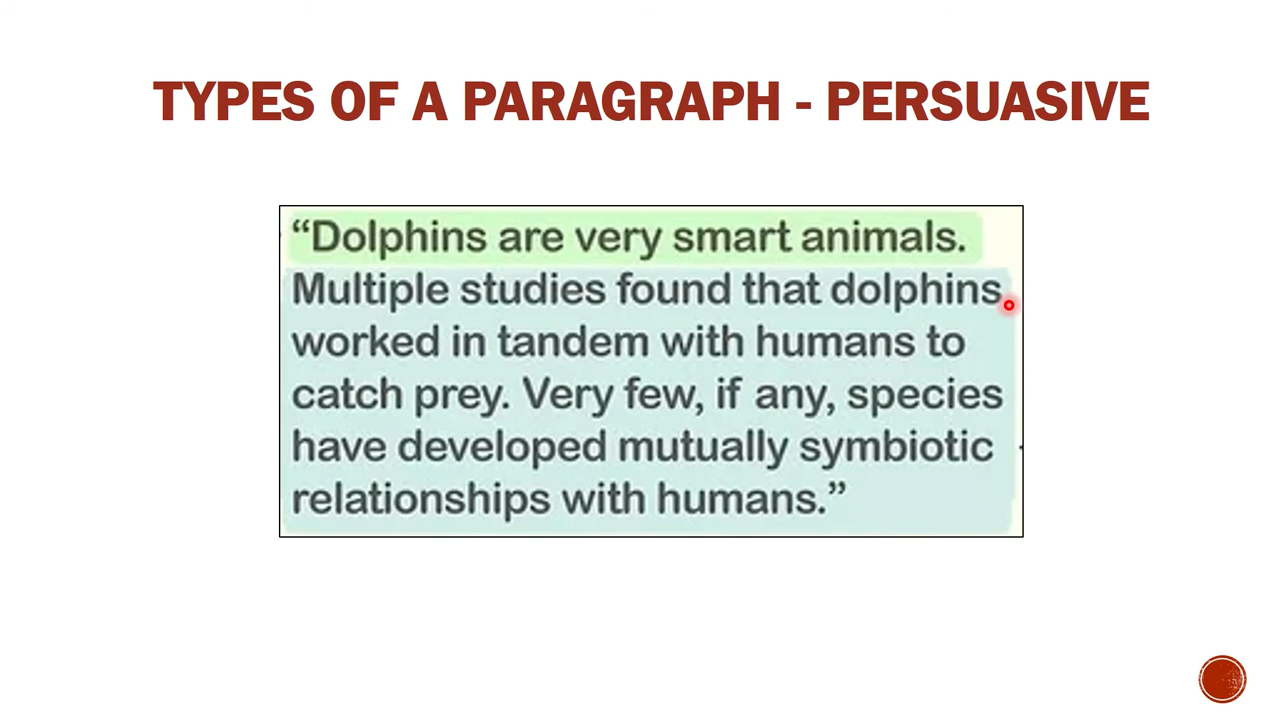 TYPES OF A PARAGRAPH - PERSUASIVE
“Dolphins are very smart animals.
Multiple studies found that dolphins
worked in tandem with humans to
catch prey. Very few, if any, species
have developed mutually symbiotic
relationships with humans.”